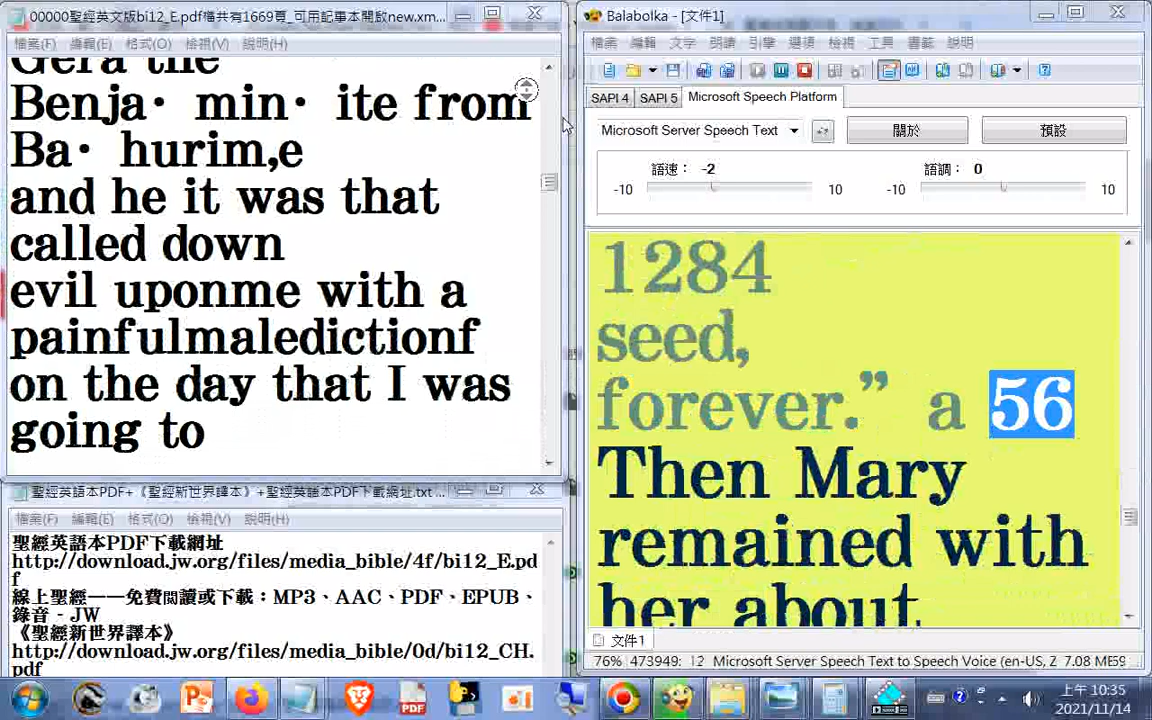 00000聖經英文版bi12_E.pdf檔共有1669頁_可用記事本開啟new.xm...
檔案(F) 編輯(E) 格式(O) 檢視(V) 說明(H)
Gera the
Benja· min· ite from
Ba· hurim,e
and he it was that
called down
evil uponme with a
painfulmaledictionf
on the day that I was
going to
聖經英語本PDF+《聖經新世界譯本》+聖經英語本PDF下載網址.txt ...
檔案(F) 編輯(E) 格式(O) 檢視(V) 說明(H)
聖經英語本PDF下載網址
http://download.jw.org/files/media_bible/4f/bi12_E.pd
f
線上聖經——免費閱讀或下載：MP3、AAC、PDF、EPUB、
錄音 - JW
《聖經新世界譯本》
http://download.jw.org/files/media_bible/0d/bi12_CH.
pdf
Balabolka - [文件1]
檔案 編輯 文字 朗讀 引擎 選項 檢視 工具 書籤 說明
SAPI 4 SAPI 5 Microsoft Speech Platform
Microsoft Server Speech Text 關於 預設
語速： -2 語調： 0
-10 10 -10 10
1284
seed,
forever.” a 56
Then Mary
remained with
her about
文件1
76% 473949: 12 Microsoft Server Speech Text to Speech Voice (en-US, Z 7.08 ME59
上午 10:35
2021/11/14